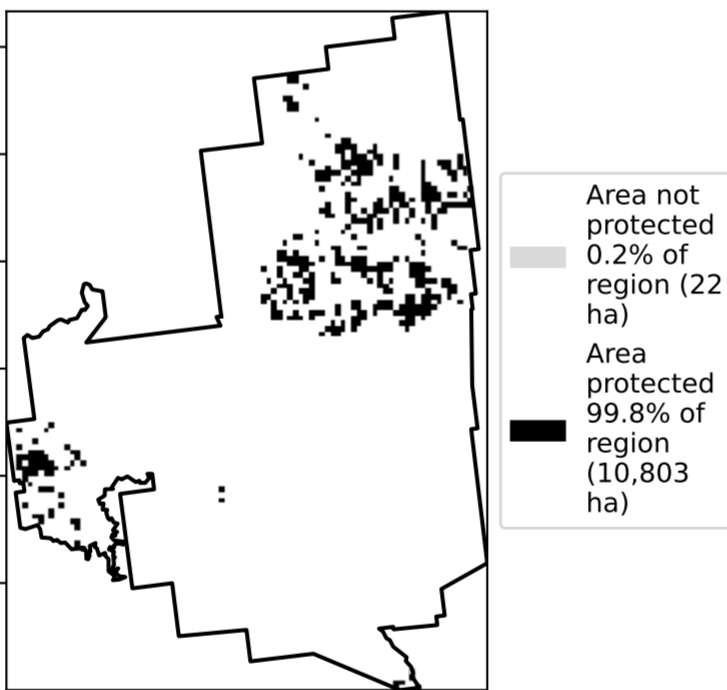 Area not
protected
0.2% of
region (22
ha)
Area
protected
99.8% of
region
(10,803
ha)